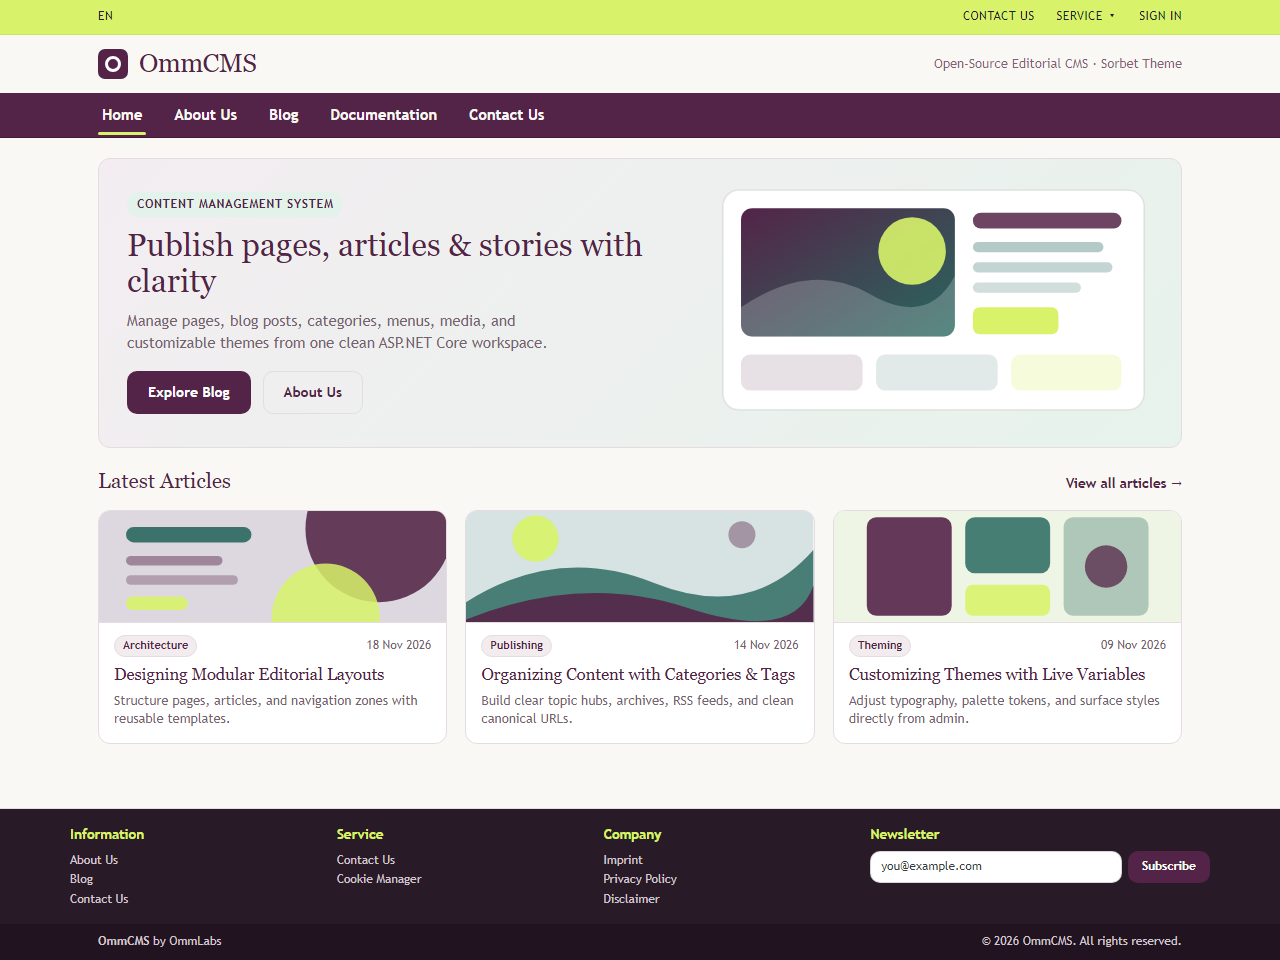 EN
CONTACT US
SERVICE ▾
SIGN IN
OmmCMS
Open-Source Editorial CMS · Sorbet Theme
Home
About Us
Blog
Documentation
Contact Us
CONTENT MANAGEMENT SYSTEM
Publish pages, articles & stories with
clarity
Manage pages, blog posts, categories, menus, media, and
customizable themes from one clean ASP.NET Core workspace.
Explore Blog
About Us
Latest Articles
View all articles →
Architecture
18 Nov 2026
Designing Modular Editorial Layouts
Structure pages, articles, and navigation zones with
reusable templates.
Publishing
14 Nov 2026
Organizing Content with Categories & Tags
Build clear topic hubs, archives, RSS feeds, and clean
canonical URLs.
Theming
09 Nov 2026
Customizing Themes with Live Variables
Adjust typography, palette tokens, and surface styles
directly from admin.
Information
About Us
Blog
Contact Us
Service
Contact Us
Cookie Manager
Company
Imprint
Privacy Policy
Disclaimer
Newsletter
you@example.com
Subscribe
OmmCMS by OmmLabs
© 2026 OmmCMS. All rights reserved.